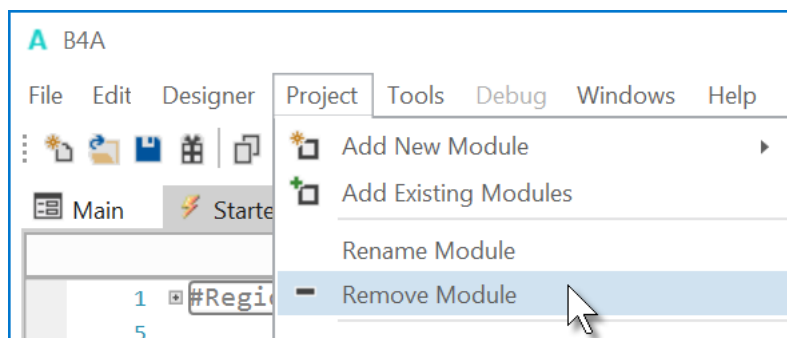 B4A
File Edit Designer Project Tools Debug Windows Help
Add New Module
Add Existing Modules
Main Starte
Rename Module
1 #Regi
Remove Module
5